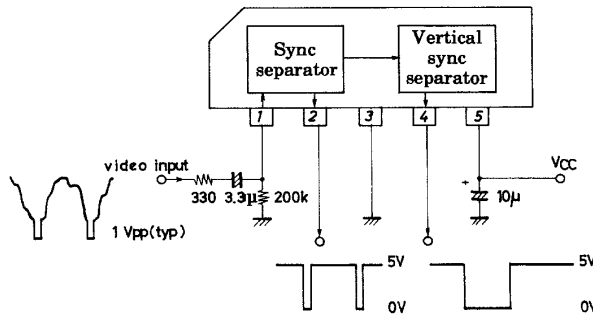 Sync
separator
Vertical
sync
separator
1
2
3
4
5
video input
330
3.3µ
200k
1 Vpp(typ)
+
10µ
VCC
5V
0V
5V
0V